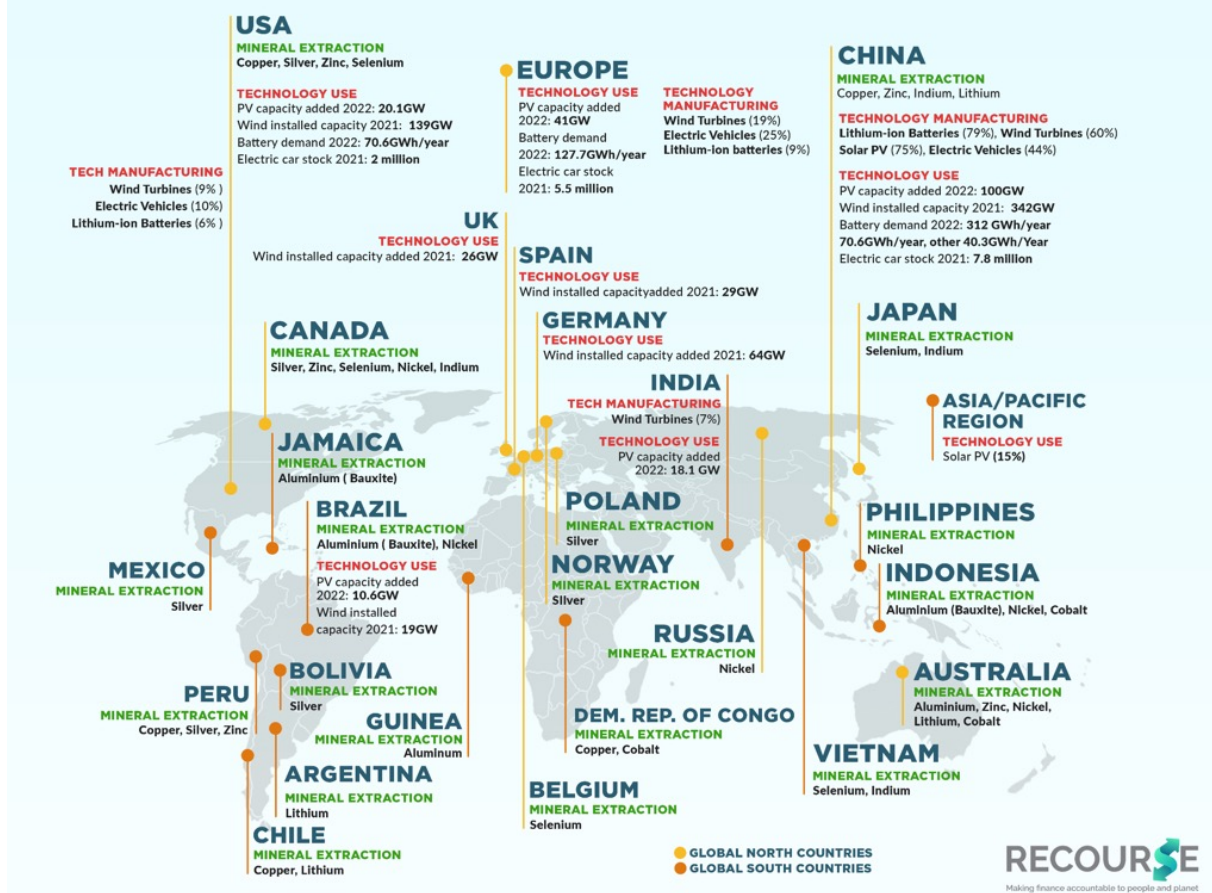 USA
MINERAL EXTRACTION
Copper, Silver, Zinc, Selenium
TECHNOLOGY USE
PV capacity added 2022: 20.1GW
Wind installed capacity 2021: 139GW
Battery demand 2022: 70.6GW/year
Electric car stock 2021: 2 million
TECH MANUFACTURING
Wind Turbines (9% )
Electric Vehicles (10%)
Lithium-ion Batteries (6% )
EUROPE
TECHNOLOGY USE
PV capacity added
2022: 41GW
Battery demand
2022: 127.7GWh/year
Electric car stock
2021: 5.5 million
TECHNOLOGY
MANUFACTURING
Wind Turbines (19%)
Electric Vehicles (25%)
Lithium-ion batteries (9%)
CHINA
MINERAL EXTRACTION
Copper, Zinc, Indium, Lithium
TECHNOLOGY MANUFACTURING
Lithium-ion Batteries (79%), Wind Turbines (60%)
Solar PV (75%), Electric Vehicles (44%)
TECHNOLOGY USE
PV capacity added 2022: 100GW
Wind installed capacity 2021: 342GW
Battery demand 2022: 312 GWh/year
70.6GWh/year, other 40.3GWh/Year
Electric car stock 2021: 7.8 million
UK
TECHNOLOGY USE
Wind installed capacity added 2021: 26GW
SPAIN
TECHNOLOGY USE
Wind installed capacityadded 2021: 29GW
GERMANY
TECHNOLOGY USE
Wind installed capacity added 2021: 64GW
CANADA
MINERAL EXTRACTION
Silver, Zinc, Selenium, Nickel, Indium
JAPAN
MINERAL EXTRACTION
Selenium, Indium
INDIA
TECH MANUFACTURING
Wind Turbines (7%)
TECHNOLOGY USE
PV capacity added
2022: 18.1 GW
ASIA/PACIFIC
REGION
TECHNOLOGY USE
Solar PV (15%)
JAMAICA
MINERAL EXTRACTION
Aluminium ( Bauxite)
BRAZIL
MINERAL EXTRACTION
Aluminium ( Bauxite), Nickel
TECHNOLOGY USE
PV capacity added
2022: 10.6GW
Wind installed
capacity 2021: 19GW
POLAND
MINERAL EXTRACTION
Silver
PHILIPPINES
MINERAL EXTRACTION
Nickel
MEXICO
MINERAL EXTRACTION
Silver
NORWAY
MINERAL EXTRACTION
Silver
INDONESIA
MINERAL EXTRACTION
Aluminium (Bauxite), Nickel, Cobalt
RUSSIA
MINERAL EXTRACTION
Nickel
BOLIVIA
MINERAL EXTRACTION
Silver
AUSTRALIA
MINERAL EXTRACTION
Aluminium, Zinc, Nickel,
Lithium, Cobalt
PERU
MINERAL EXTRACTION
Copper, Silver, Zinc
GUINEA
MINERAL EXTRACTION
Aluminum
DEM. REP. OF CONGO
MINERAL EXTRACTION
Copper, Cobalt
VIETNAM
MINERAL EXTRACTION
Selenium, Indium
ARGENTINA
MINERAL EXTRACTION
Lithium
BELGIUM
MINERAL EXTRACTION
Selenium
CHILE
MINERAL EXTRACTION
Copper, Lithium
GLOBAL NORTH COUNTRIES
GLOBAL SOUTH COUNTRIES
RECOURSE
Making finance accountable to people and planet